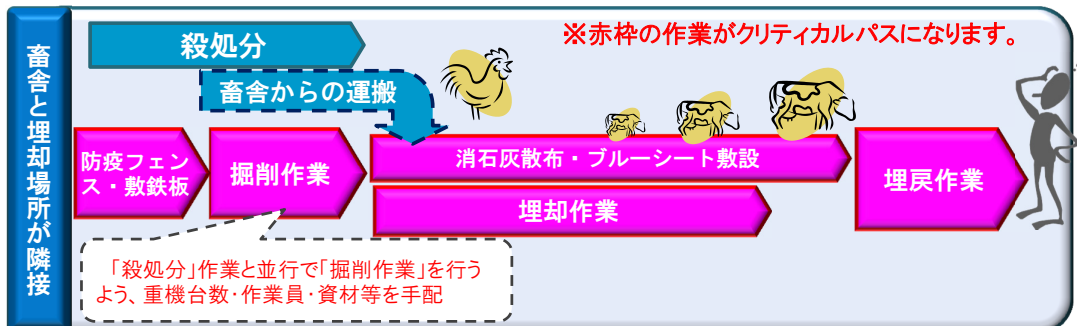 畜舎と埋却場所が隣接
殺処分
※赤枠の作業がクリティカルパスになります。
畜舎からの運搬
防疫フェン
ス・敷鉄板
掘削作業
消石灰散布・ブルーシート敷設
埋却作業
埋戻作業
「殺処分」作業と並行で「掘削作業」を行う
よう、重機台数・作業員・資材等を手配